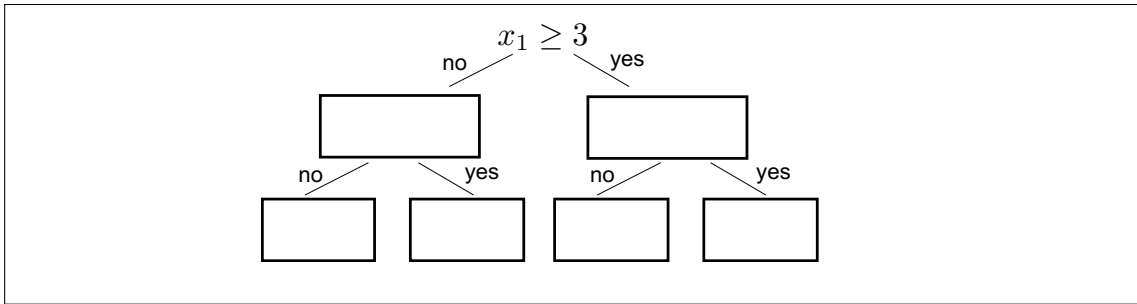 x₁ ≥ 3
no yes
no yes no yes